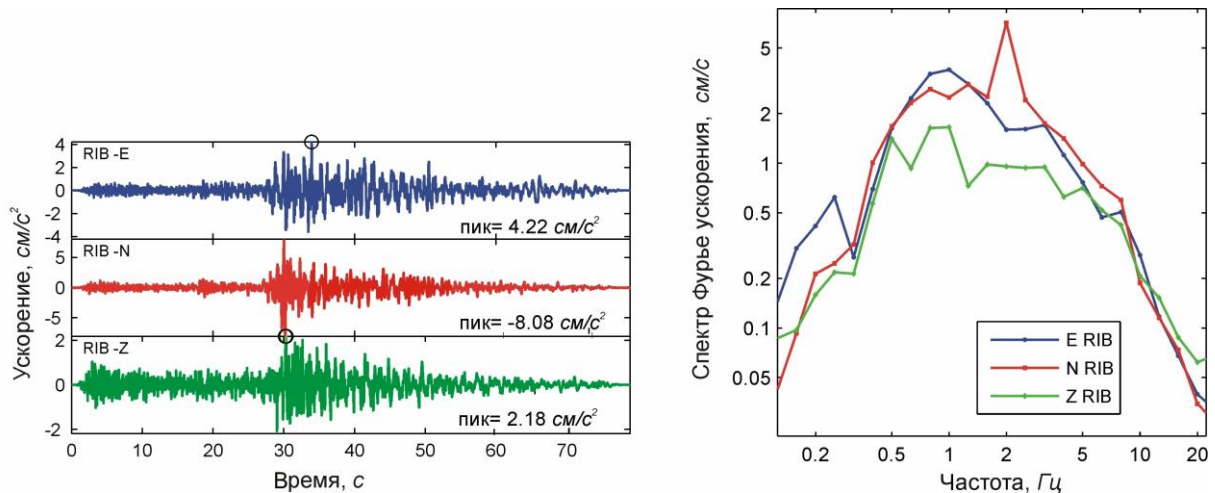 Ускорение, см/с²
4
2
0
-2
-4
RIB -E
пик= 4.22 см/с²
5
0
-5
RIB -N
пик= -8.08 см/с²
2
0
-2
RIB -Z
пик= 2.18 см/с²
0 10 20 30 40 50 60 70
Время, с
Спектр Фурье ускорения, см/с
5
2
1
0.5
0.2
0.1
0.05
E RIB
N RIB
Z RIB
0.2 0.5 1 2 5 10 20
Частота, Гц